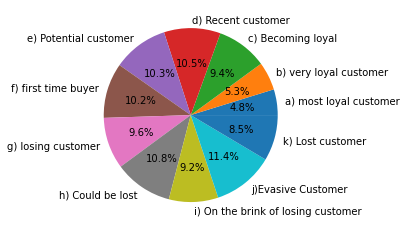 d) Recent customer
e) Potential customer
c) Becoming loyal
10.5%
10.3%
9.4%
b) very loyal customer
f) first time buyer
5.3%
10.2%
4.8%
a) most loyal customer
9.6%
8.5%
g) losing customer
k) Lost customer
10.8%
11.4%
9.2%
h) Could be lost
j)Evasive Customer
i) On the brink of losing customer